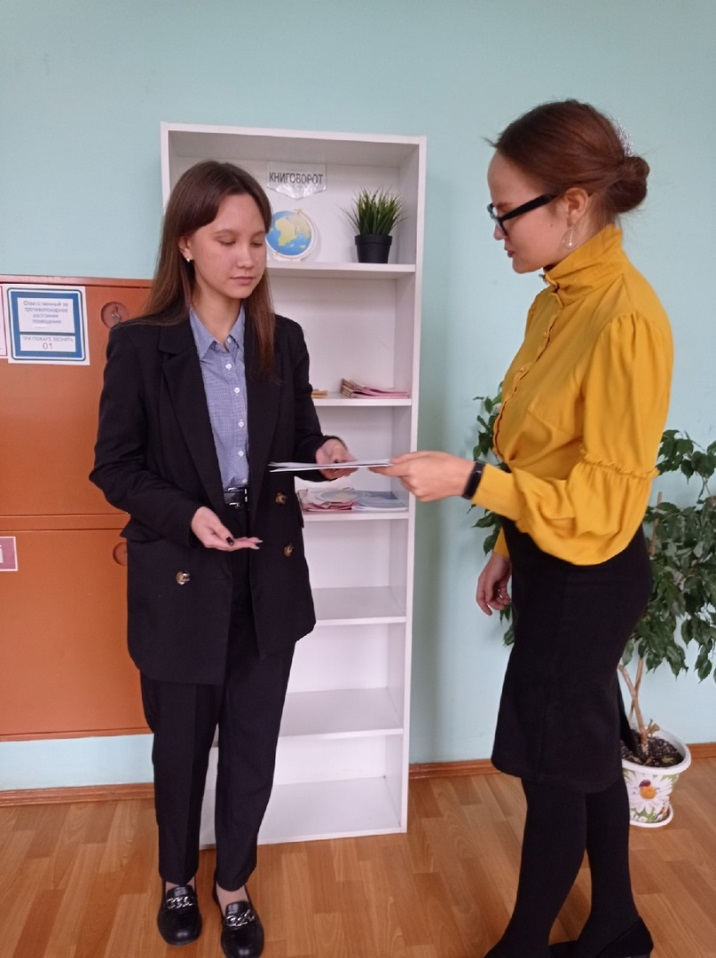 КНИГОВОРОТ
Ответственный за
противопожарное
состояние
помещения
ПРИ ПОЖАРЕ ЗВОНИТЬ
01